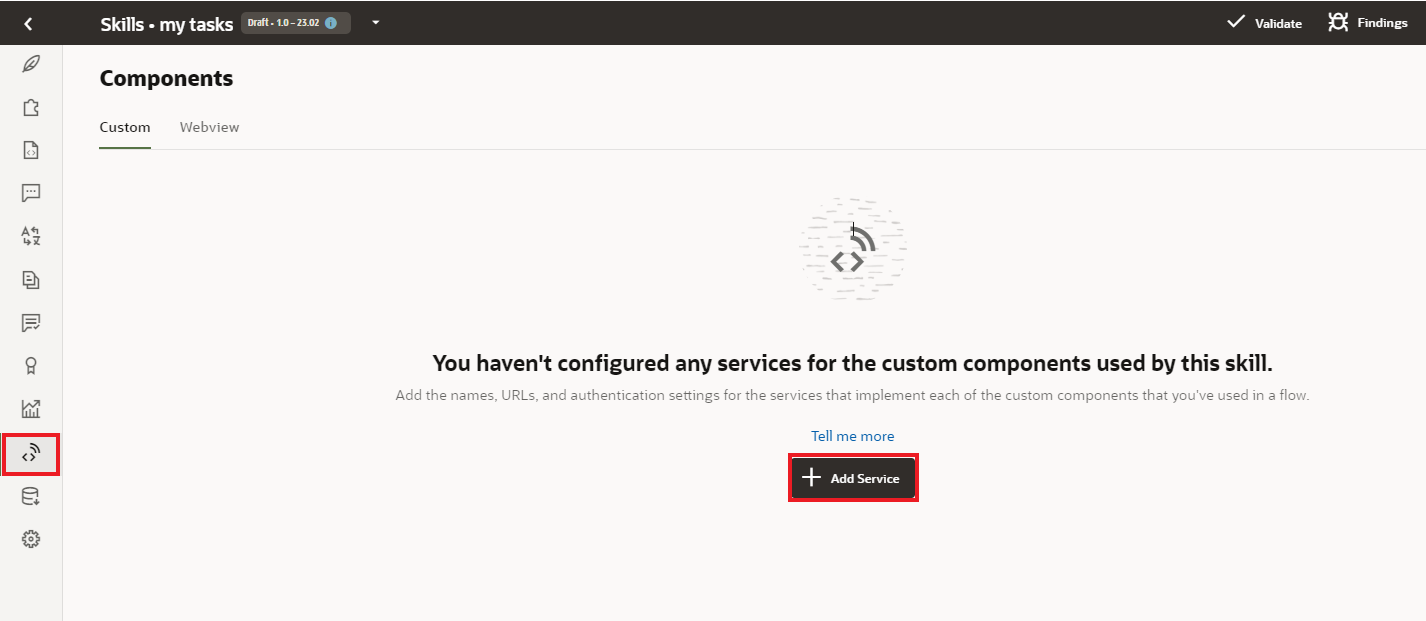 Skills • my tasks
Draft • 1.0 – 23.02
Validate
Findings
Components
Custom
Webview
You haven't configured any services for the custom components used by this skill.
Add the names, URLs, and authentication settings for the services that implement each of the custom components that you've used in a flow.
Tell me more
Add Service